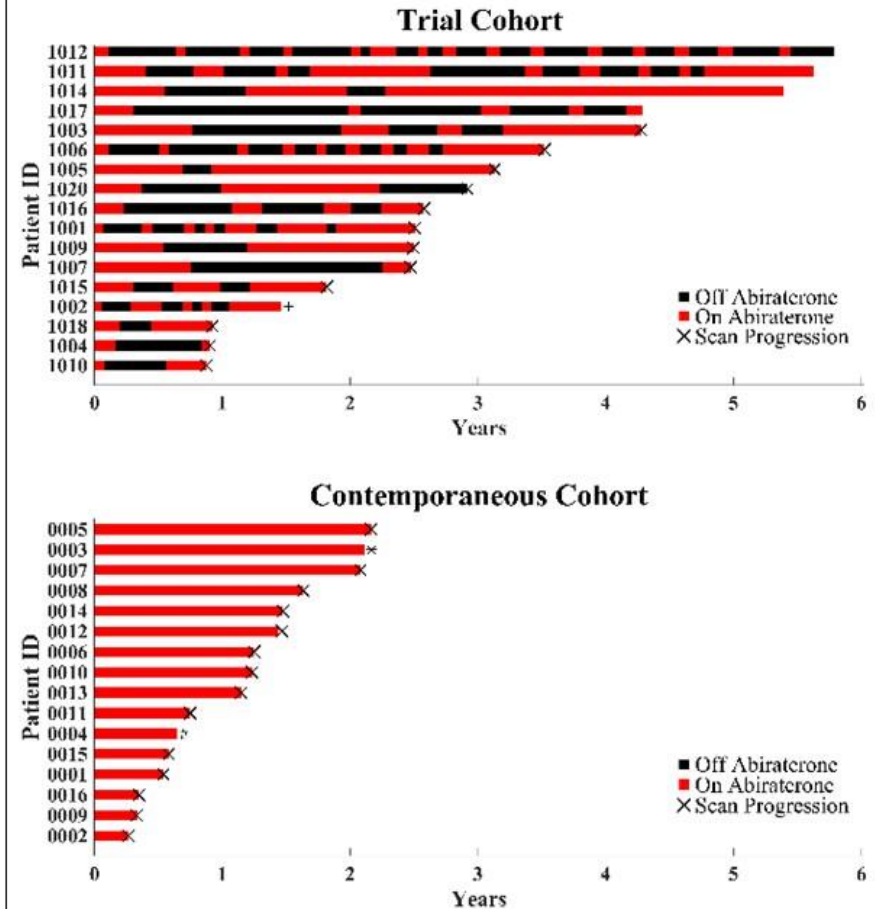 Trial Cohort
1012
1011
1014
1017
1003
1006
1005
1020
1016
1001
1009
1007
1015
1002
1018
1004
1010
Patient ID
Off Abiraterone
On Abiraterone
Scan Progression
0 1 2 3 4 5 6
Years
Contemporaneous Cohort
0005
0003
0007
0008
0014
0012
0006
0010
0013
0011
0004
0015
0001
0016
0009
0002
Patient ID
Off Abiraterone
On Abiraterone
Scan Progression
0 1 2 3 4 5 6
Years